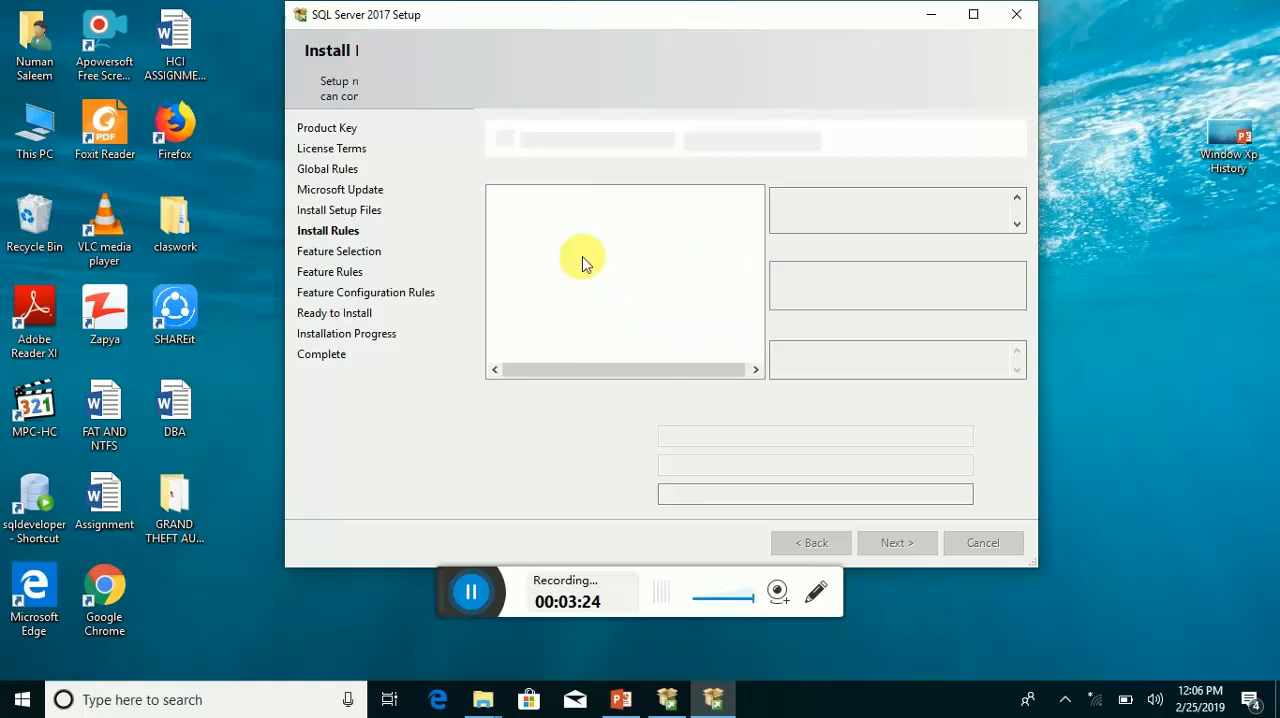 SQL Server 2017 Setup
Install
Setup
can
Product Key
License Terms
Global Rules
Microsoft Update
Install Setup Files
Install Rules
Feature Selection
Feature Rules
Feature Configuration Rules
Ready to Install
Installation Progress
Complete
< Back
Next >
Cancel
Recording...
00:03:24
Numan
Saleem
Apowersoft
Free Scre...
HCI
ASSIGNME...
This PC
Foxit Reader
PDF
Firefox
Recycle Bin
VLC media
player
claswork
Adobe
Reader XI
Zapya
SHAREit
321
MPC-HC
FAT AND
NTFS
DBA
sqldeveloper
- Shortcut
Assignment
GRAND
THEFT AU...
Microsoft
Edge
Google
Chrome
Window Xp
History
Type here to search
12:06 PM
2/25/2019
4